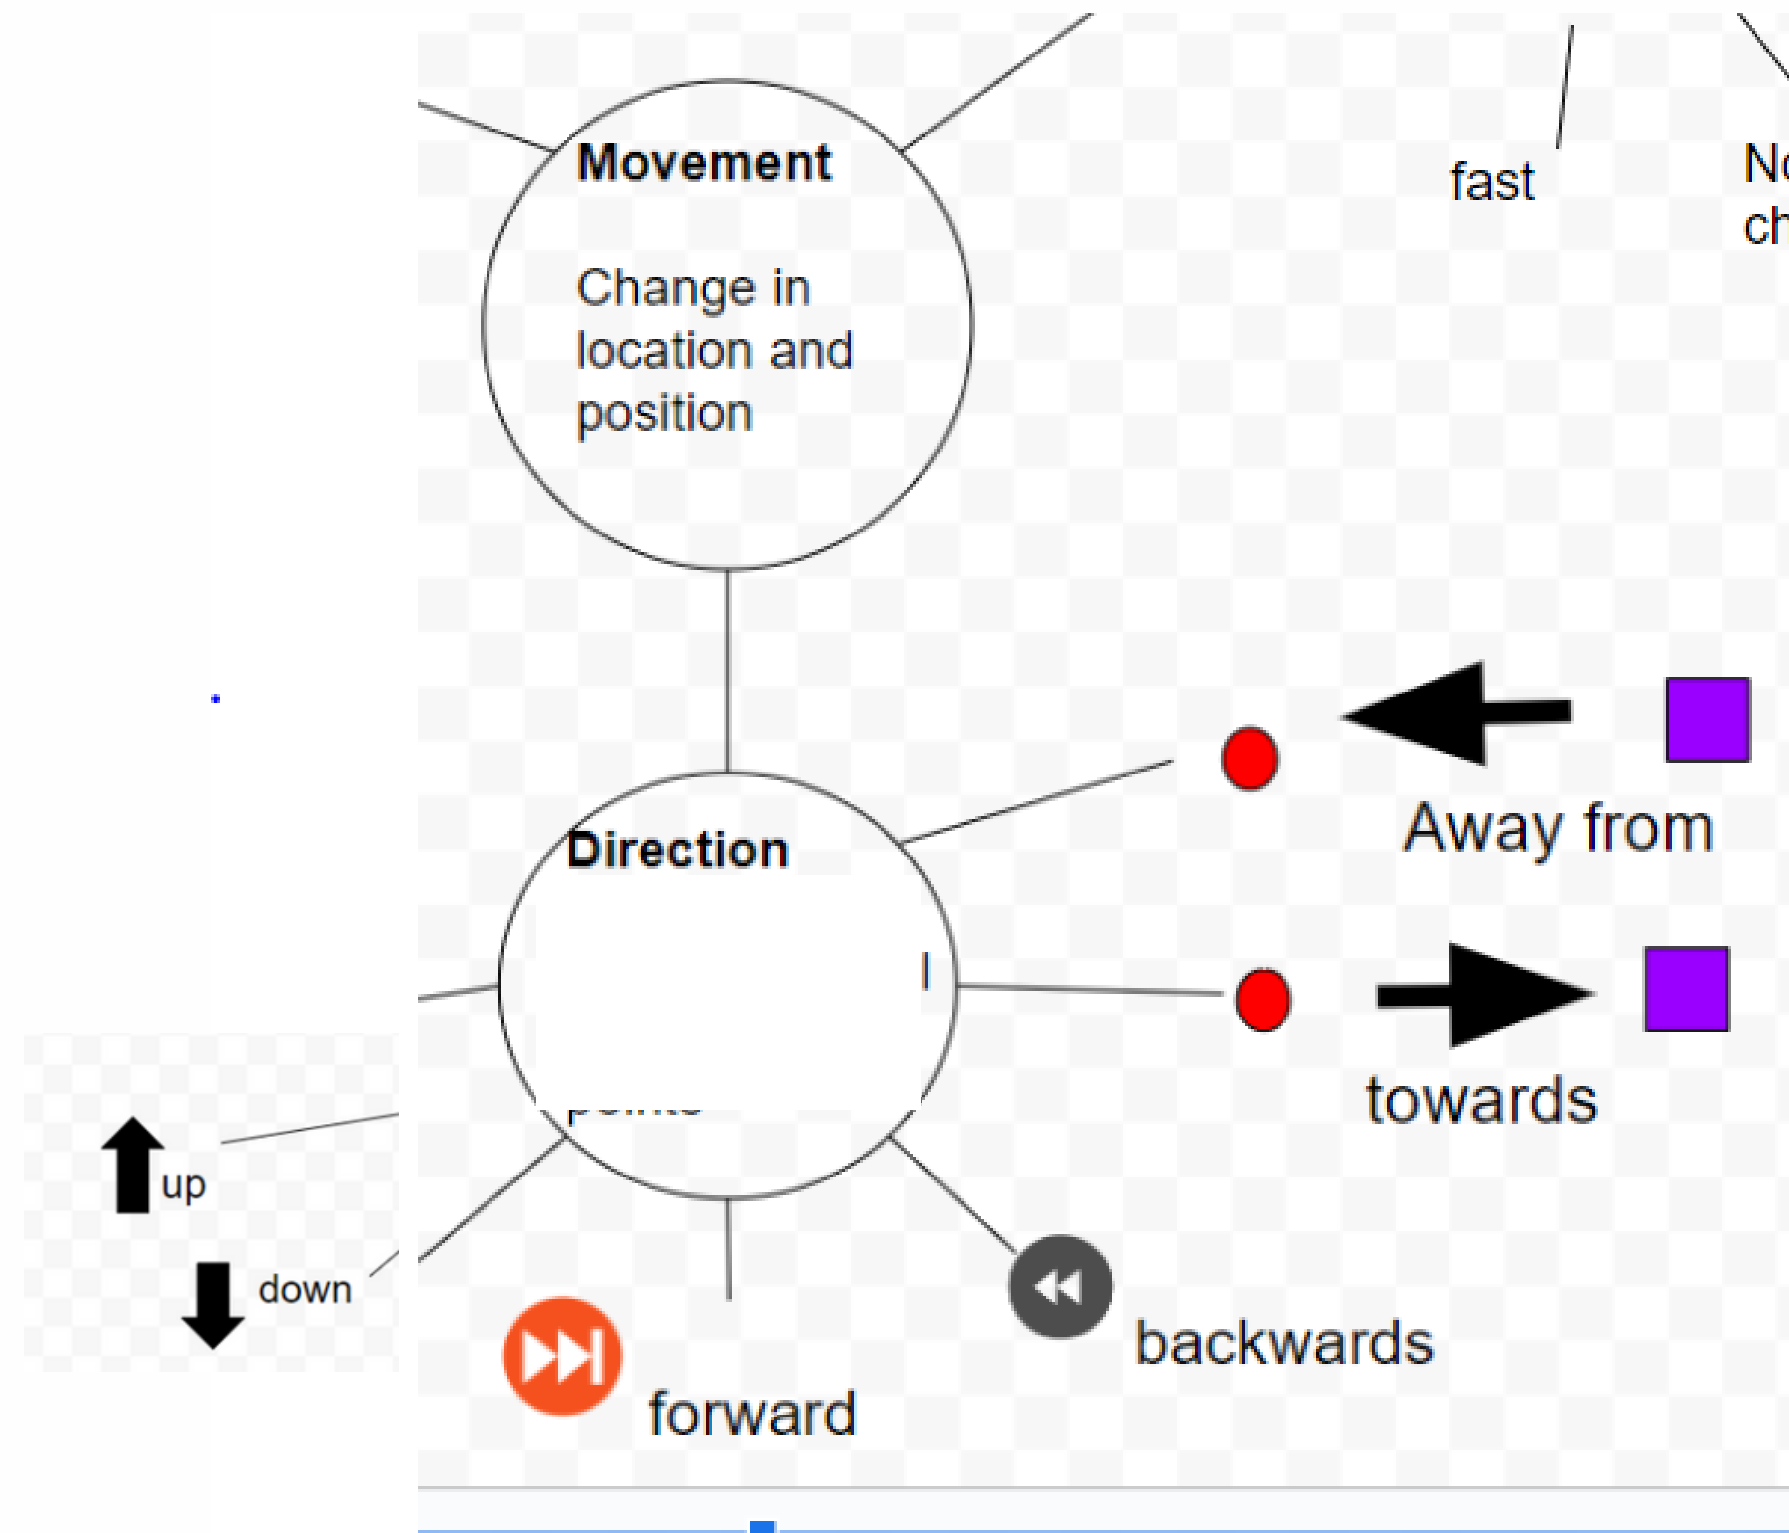 Movement
Change in
location and
position
fast
Direction
Away from
towards
up
down
backwards
forward